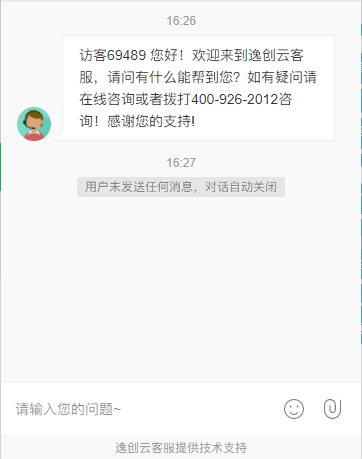 16:26
访客69489 您好！欢迎来到逸创云客
服，请问有什么能帮到您？如有疑问请
在线咨询或者拨打400-926-2012咨
询！感谢您的支持!
16:27
用户未发送任何消息，对话自动关闭
请输入您的问题~
逸创云客服提供技术支持